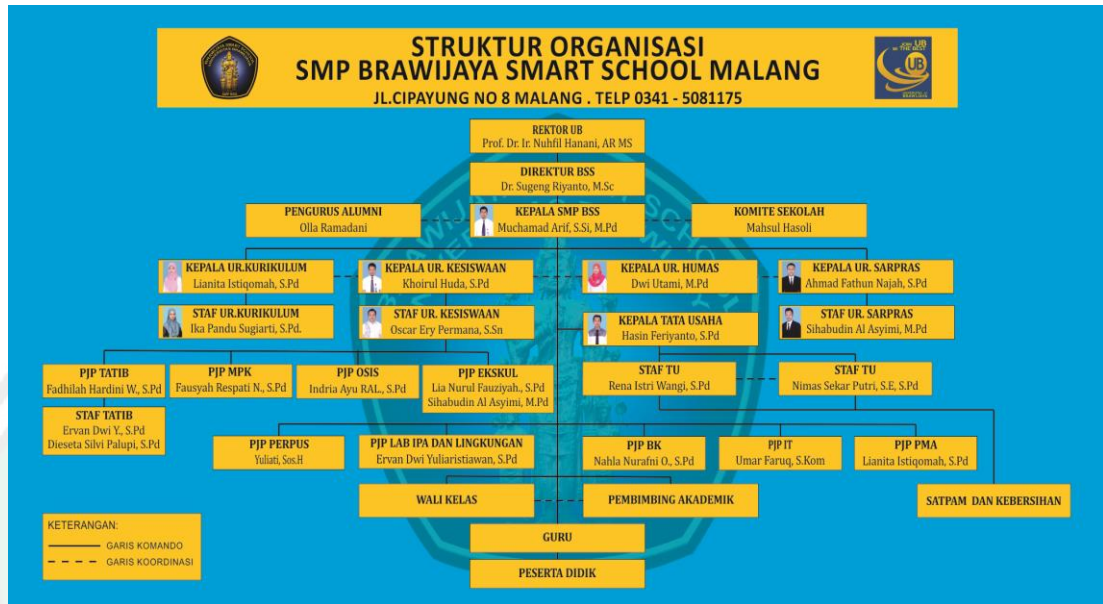 STRUKTUR ORGANISASI
SMP BRAWIJAYA SMART SCHOOL MALANG
JL.CIPAYUNG NO 8 MALANG . TELP 0341 - 5081175
JOIN UB
BE THE BEST
UB
REKTOR UB
Prof. Dr. Ir. Nuhfil Hanani, AR MS
DIREKTUR BSS
Dr. Sugeng Riyanto, M.Sc
PENGURUS ALUMNI
Olla Ramadani
KEPALA SMP BSS
Muchamad Arif, S.Si, M.Pd
KOMITE SEKOLAH
Mahsul Hasoli
KEPALA UR.KURIKULUM
Lianita Istiqomah, S.Pd
KEPALA UR. KESISWAAN
Khoirul Huda, S.Pd
KEPALA UR. HUMAS
Dwi Utami, M.Pd
KEPALA UR. SARPRAS
Ahmad Fathun Najah, S.Pd
STAF UR.KURIKULUM
Ika Pandu Sugiarti, S.Pd.
STAF UR. KESISWAAN
Oscar Ery Permana, S.Sn
KEPALA TATA USAHA
Hasin Feriyanto, S.Pd
STAF UR. SARPRAS
Sihabudin Al Asyimi, M.Pd
PJP TATIB
Fadhilah Hardini W., S.Pd
PJP MPK
Fausyah Respati N., S.Pd
PJP OSIS
Indria Ayu RAL., S.Pd
PJP EKSKUL
Lia Nurul Fauziyah., S.Pd
Sihabudin Al Asyimi, M.Pd
STAF TU
Rena Istri Wangi, S.Pd
STAF TU
Nimas Sekar Putri, S.E, S.Pd
STAF TATIB
Ervan Dwi Y., S.Pd
Dieseta Silvi Palupi, S.Pd
PJP PERPUS
Yuliati, Sos.H
PJP LAB IPA DAN LINGKUNGAN
Ervan Dwi Yuliaristiawan, S.Pd
PJP BK
Nahla Nurafni O., S.Pd
PJP IT
Umar Faruq, S.Kom
PJP PMA
Lianita Istiqomah, S.Pd
WALI KELAS
PEMBIMBING AKADEMIK
SATPAM DAN KEBERSIHAN
GURU
PESERTA DIDIK
KETERANGAN:
GARIS KOMANDO
GARIS KOORDINASI